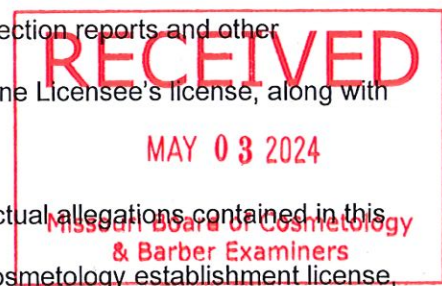 ection reports and other
RECEIVED
ne Licensee's license, along with
MAY 03 2024
ctual allegations contained in this
Missouri Board of Cosmetology
& Barber Examiners
osmetology establishment license,